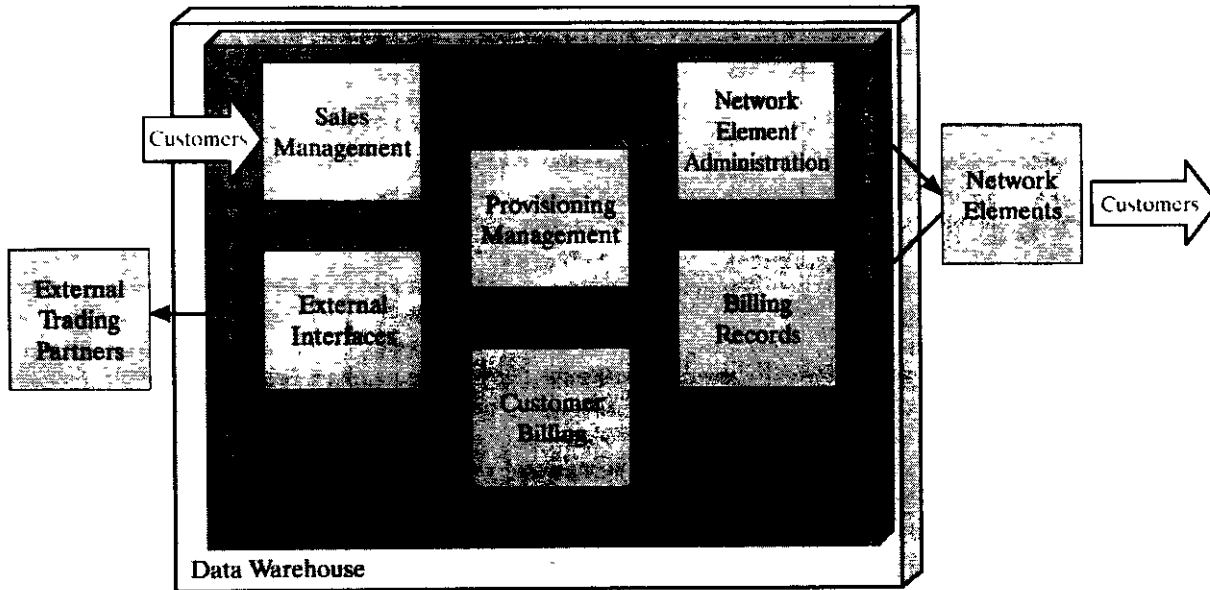 Customers
Sales
Management
Network
Element
Administration
Provisioning
Management
Network
Elements
Customers
External
Trading
Partners
External
Interfaces
Billing
Records
Customer
Billing
Data Warehouse